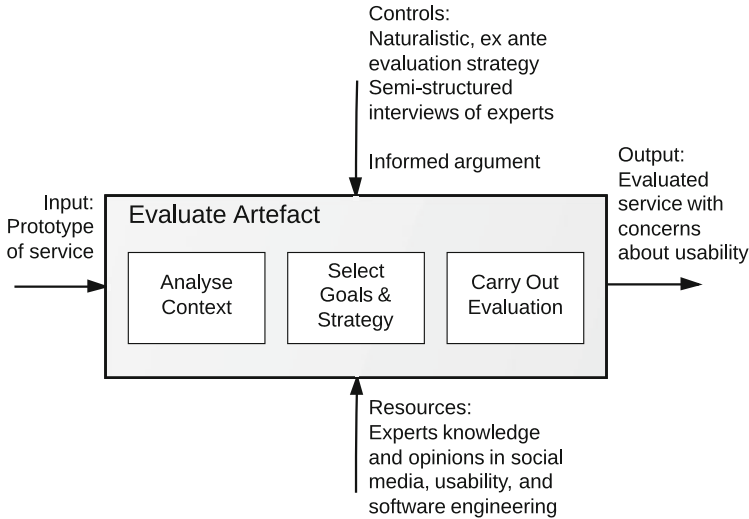 Controls:
Naturalistic, ex ante
evaluation strategy
Semi-structured
interviews of experts
Informed argument
Input:
Prototype
of service
Evaluate Artefact
Analyse
Context
Select
Goals &
Strategy
Carry Out
Evaluation
Output:
Evaluated
service with
concerns
about usability
Resources:
Experts knowledge
and opinions in social
media, usability, and
software engineering